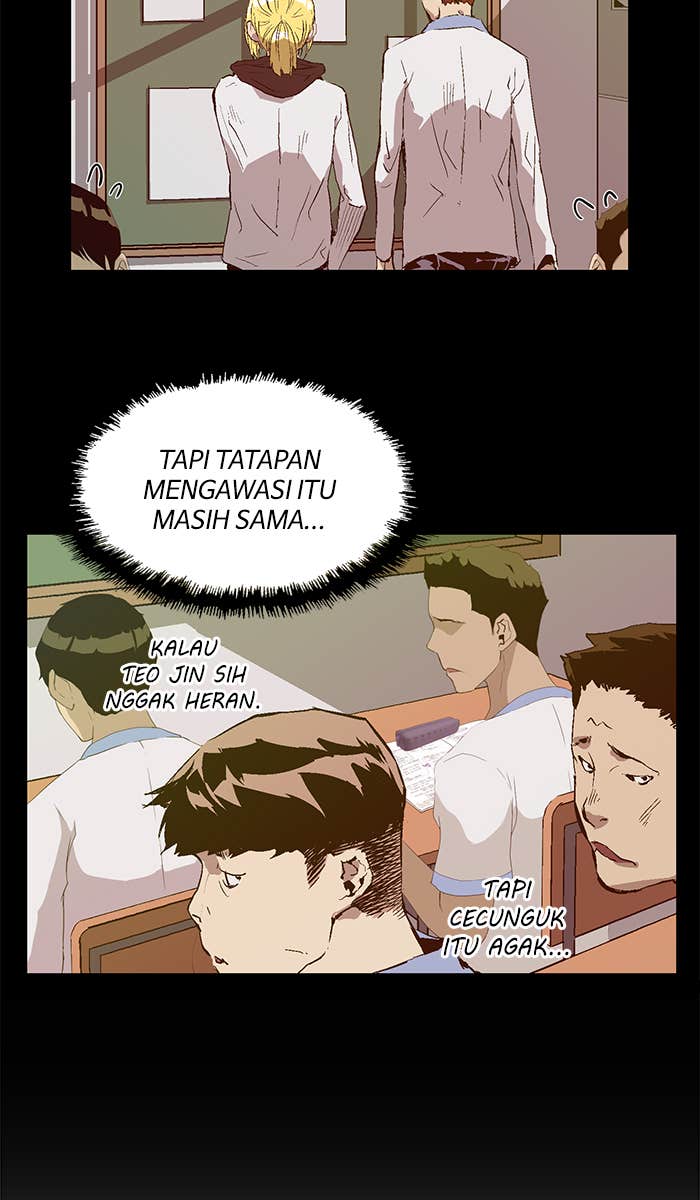 TAPI TATAPAN
MENGAWASI ITU
MASIH SAMA...
KALAU
TEO JIN SIH
NGGAK HERAN.
TAPI
CECUNGUK
ITU AGAK...